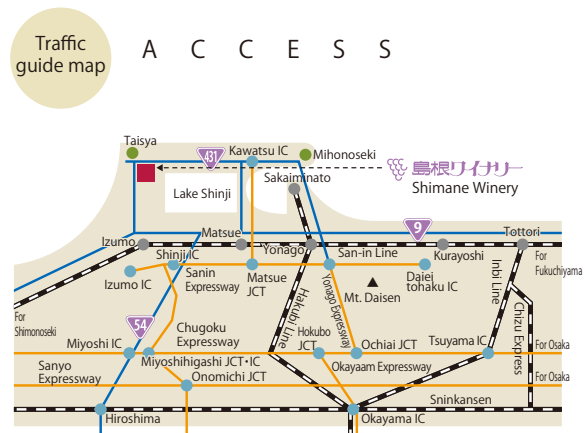 Traffic
guide map
A C C E S S
Taisya
431
Kawatsu IC
Mihonoseki
島根ワイナリー
Shimane Winery
Sakaiminato
Lake Shinji
9
Izumo
Matsue
Yonago
San-in Line
Kurayoshi
Tottori
Shinji IC
Izumo IC
Sanin
Expressway
Matsue
JCT
Daiei
tohaku IC
For
Fukuchiyama
Mt. Daisen
Yonago Expressway
Hakubi Line
Inbi Line
Chizu Express
For
Shimonoseki
54
Chugoku
Expressway
Hokubo
JCT
Miyoshi IC
Miyoshihigashi JCT・IC
Ochiai JCT
Tsuyama IC
For Osaka
Okayaam Expressway
Sanyo
Expressway
Onomichi JCT
For Osaka
Sninkansen
Hiroshima
Okayama IC